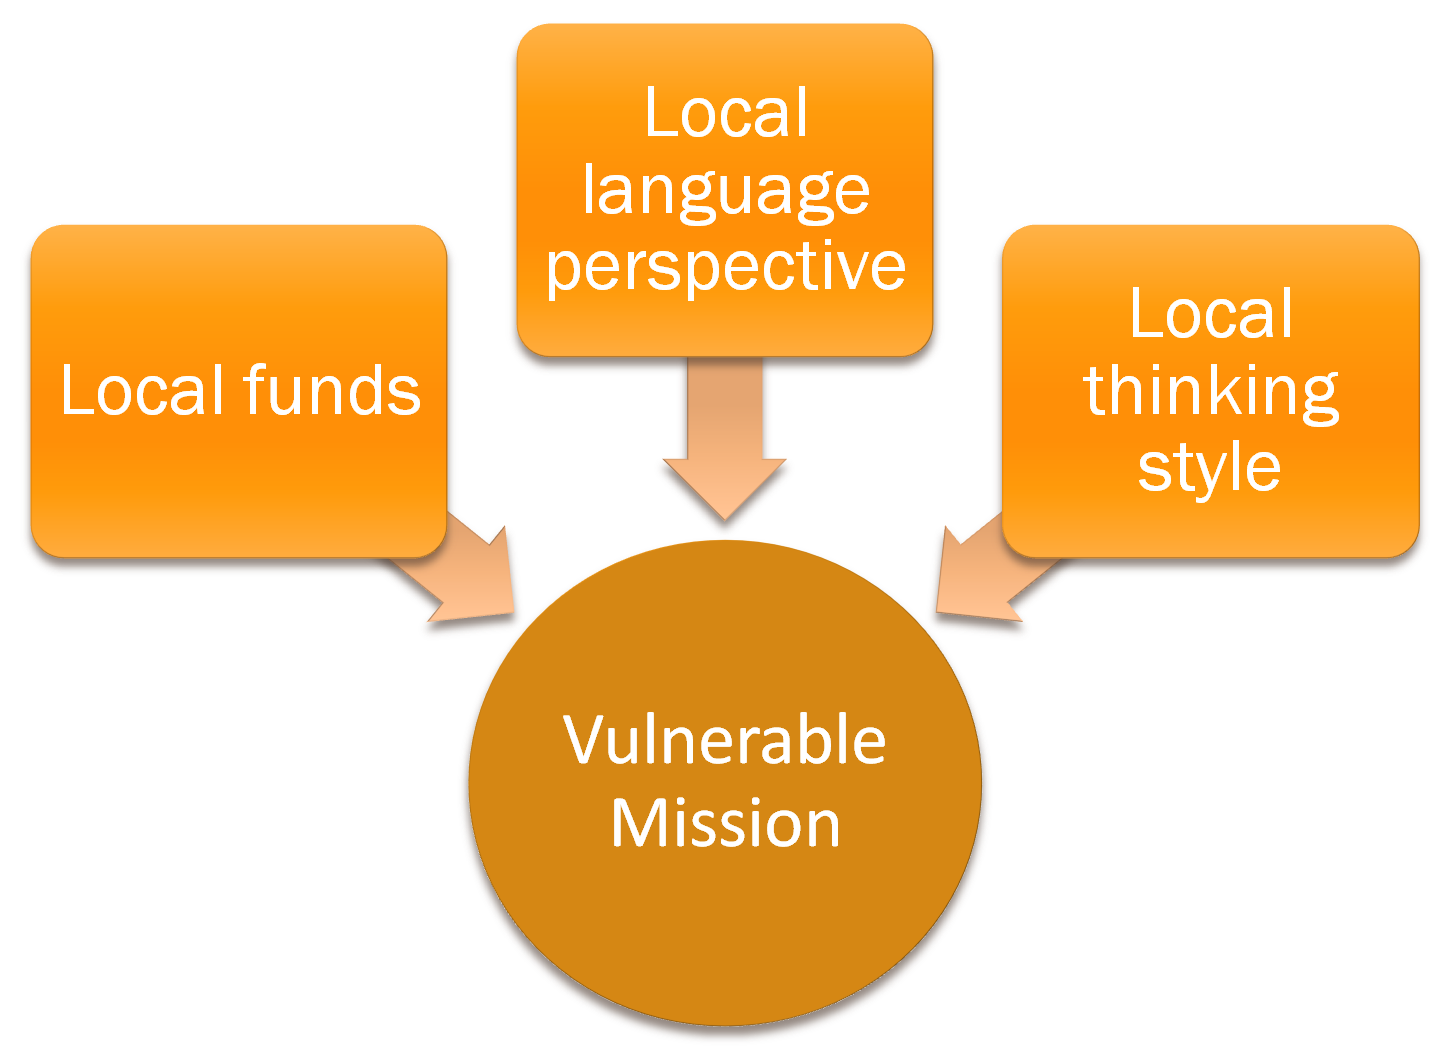 Local funds
Local
language
perspective
Local
thinking
style
Vulnerable
Mission